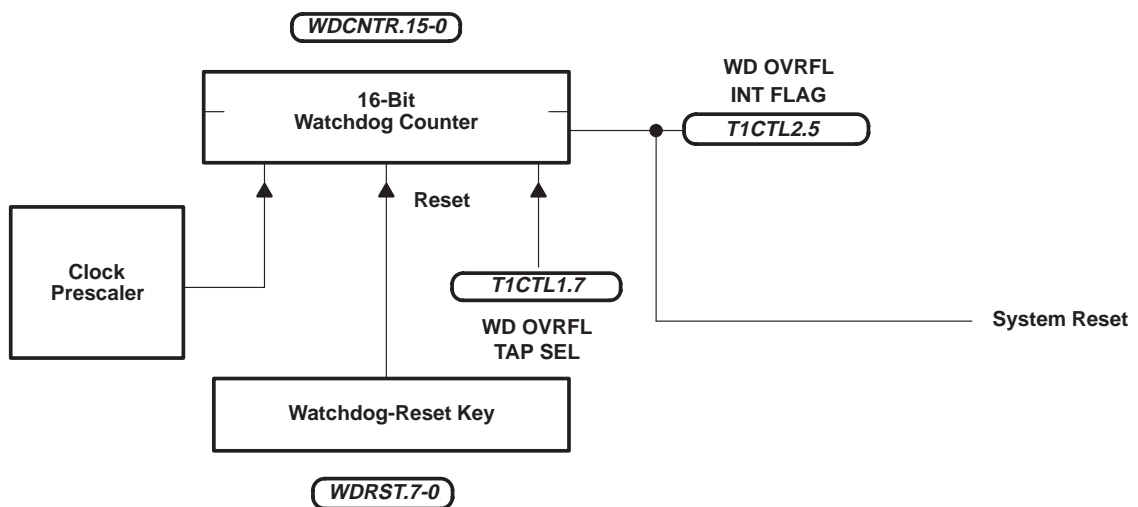 WDCNTR.15-0
16-Bit
Watchdog Counter
WD OVRFL
INT FLAG
T1CTL2.5
Reset
Clock
Prescaler
T1CTL1.7
WD OVRFL
TAP SEL
System Reset
Watchdog-Reset Key
WDRST.7-0